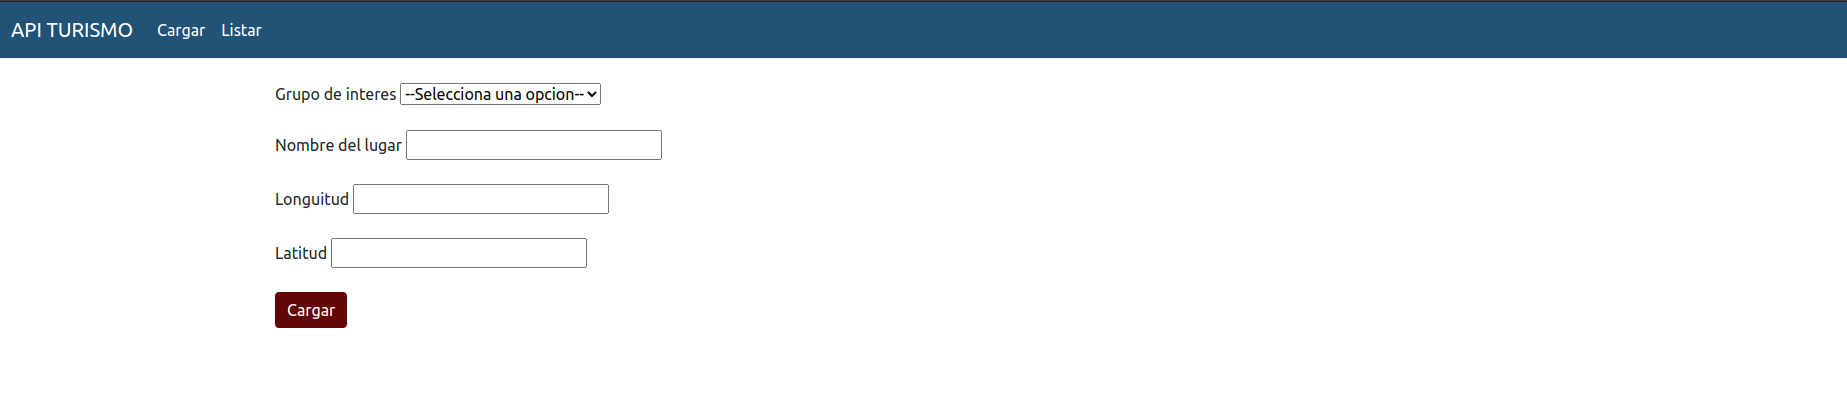 API TURISMO Cargar Listar
Grupo de interes --Selecciona una opcion--
Nombre del lugar
Longuitud
Latitud
Cargar